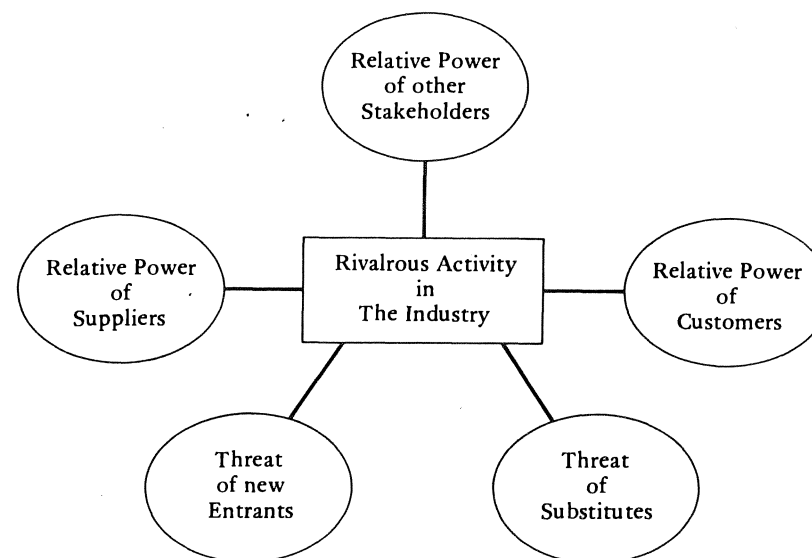 Relative Power
of other
Stakeholders
Relative Power
of
Suppliers
Rivalrous Activity
in
The Industry
Relative Power
of
Customers
Threat
of new
Entrants
Threat
of
Substitutes